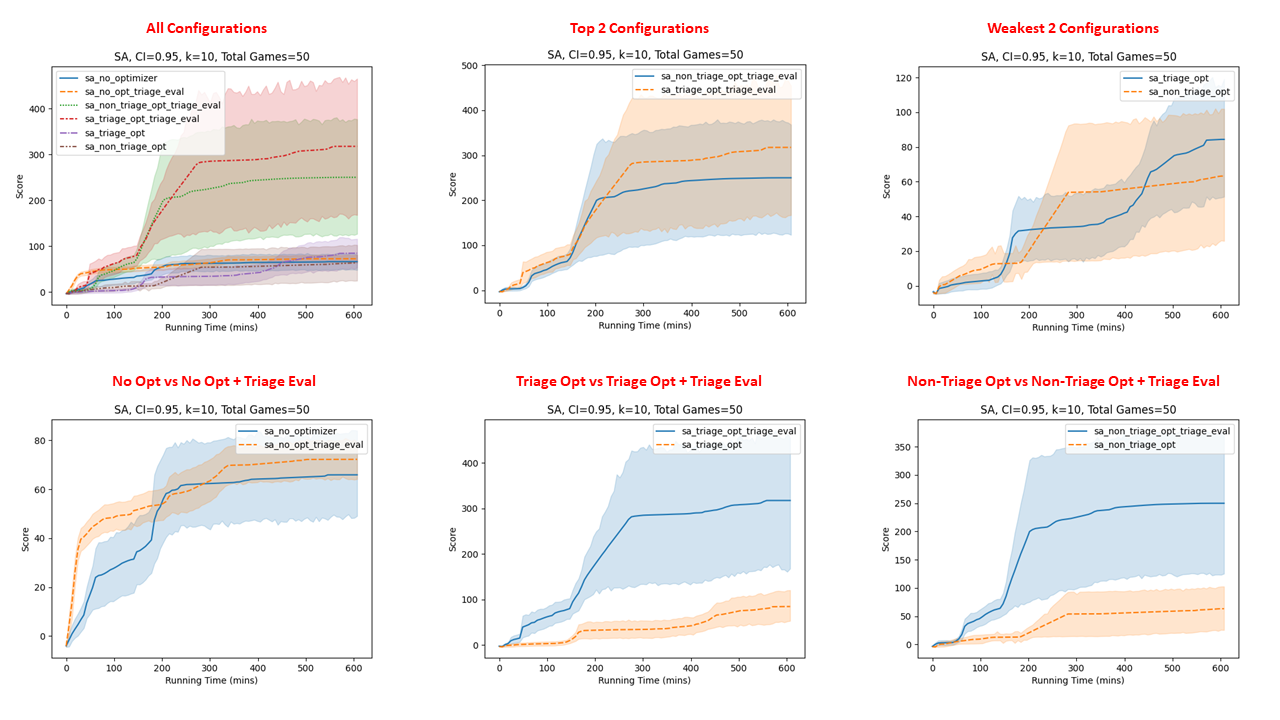 All Configurations
SA, CI=0.95, k=10, Total Games=50
sa_no_optimizer
sa_no_opt_triage_eval
sa_non_triage_opt_triage_eval
sa_triage_opt_triage_eval
sa_triage_opt
sa_non_triage_opt
Score
400
300
200
100
0
0 100 200 300 400 500 600
Running Time (mins)
Top 2 Configurations
SA, CI=0.95, k=10, Total Games=50
sa_non_triage_opt_triage_eval
sa_triage_opt_triage_eval
Score
500
400
300
200
100
0
0 100 200 300 400 500 600
Running Time (mins)
Weakest 2 Configurations
SA, CI=0.95, k=10, Total Games=50
sa_triage_opt
sa_non_triage_opt
Score
120
100
80
60
40
20
0
0 100 200 300 400 500 600
Running Time (mins)
No Opt vs No Opt + Triage Eval
SA, CI=0.95, k=10, Total Games=50
sa_no_optimizer
sa_no_opt_triage_eval
Score
80
60
40
20
0
0 100 200 300 400 500 600
Running Time (mins)
Triage Opt vs Triage Opt + Triage Eval
SA, CI=0.95, k=10, Total Games=50
sa_triage_opt_triage_eval
sa_triage_opt
Score
400
300
200
100
0
0 100 200 300 400 500 600
Running Time (mins)
Non-Triage Opt vs Non-Triage Opt + Triage Eval
SA, CI=0.95, k=10, Total Games=50
sa_non_triage_opt_triage_eval
sa_non_triage_opt
Score
350
300
250
200
150
100
50
0
0 100 200 300 400 500 600
Running Time (mins)